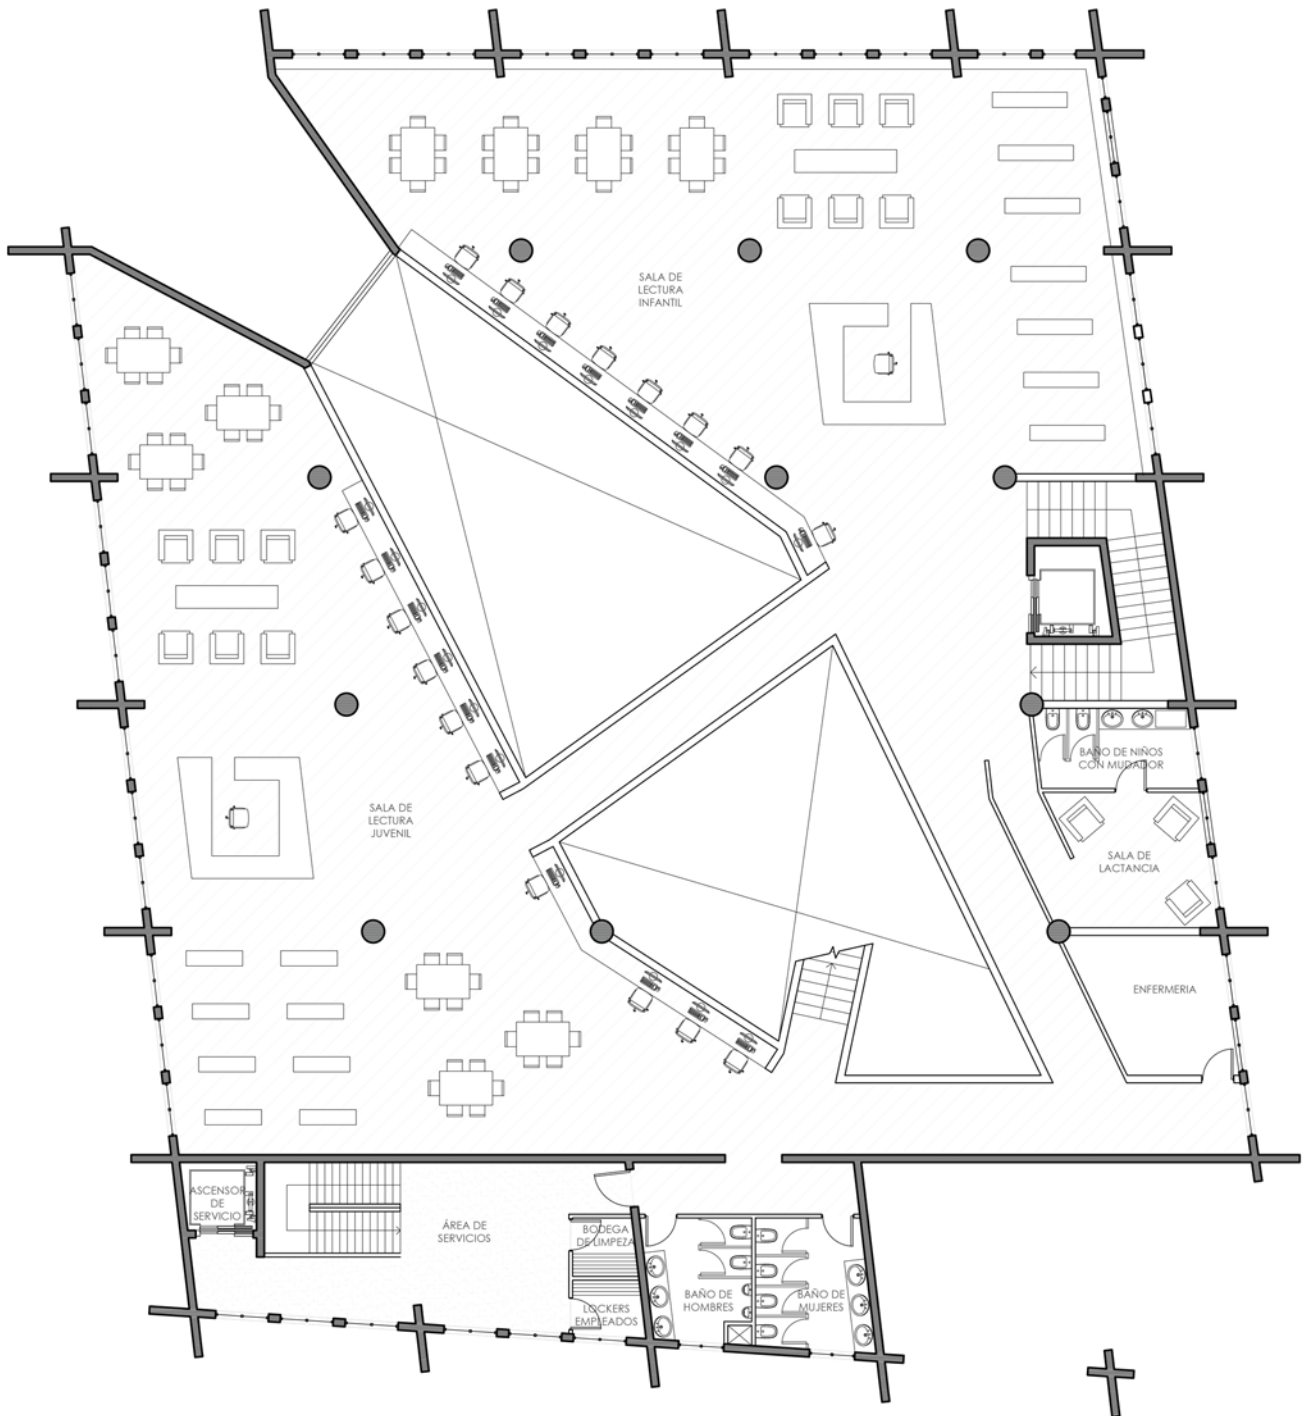 SALA DE
LECTURA
INFANTIL
SALA DE
LECTURA
JUVENIL
BAÑO DE NIÑOS
CON MUDADOR
SALA DE
LACTANCIA
ENFERMERIA
ASCENSOR
DE
SERVICIO
ÁREA DE
SERVICIOS
BODEGA
DE LIMPEZA
LOCKERS
EMPLEADOS
BAÑO DE
HOMBRES
BAÑO DE
MUJERES